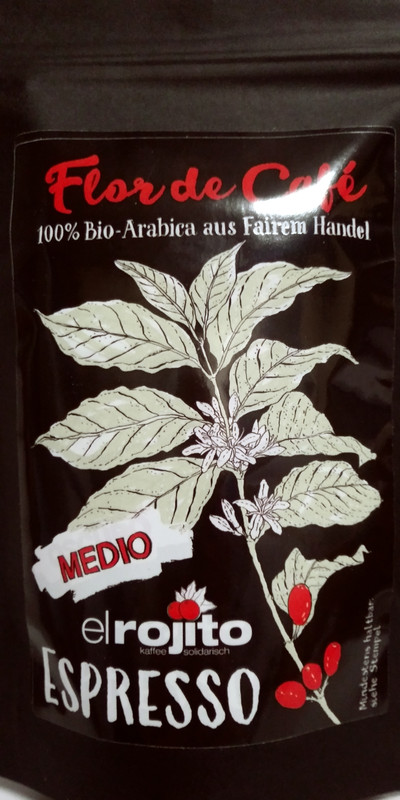 Flor de Café
100% Bio-Arabica aus Fairem Handel
MEDIO
elrojito
kaffee solidarisch
ESPRESSO
Mindestens haltbar:
siehe Stempel